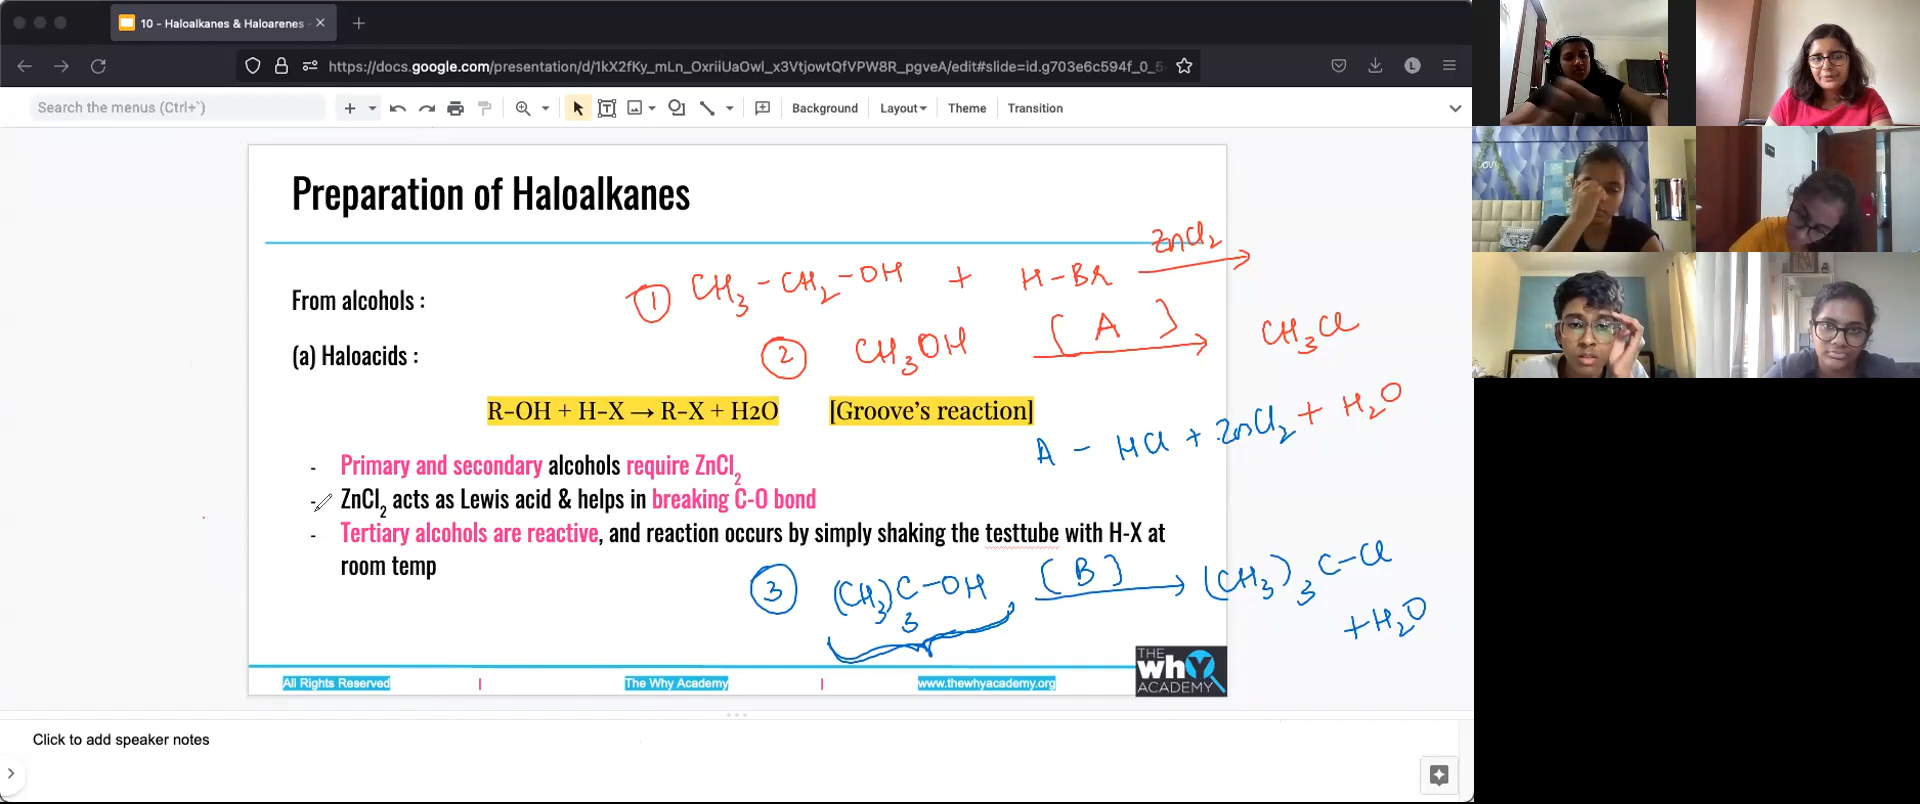 10 - Haloalkanes & Haloarenes -
https://docs.google.com/presentation/d/1kX2fKy_mLn_OxriiUaOwl_x3VtjowtQfVPW8R_pgveA/edit#slide=id.g703e6c594f_0_5
L
Search the menus (Ctrl+`)
Background Layout Theme Transition
Preparation of Haloalkanes
ZnCl2
① CH3-CH2-OH + H-Br
From alcohols :
② CH3OH [ A ] CH3Cl
(a) Haloacids :
+ H2O
R-OH + H-X → R-X + H2O [Groove's reaction]
A - HCl + ZnCl2
- Primary and secondary alcohols require ZnCl2
- ZnCl2 acts as Lewis acid & helps in breaking C-O bond
- Tertiary alcohols are reactive, and reaction occurs by simply shaking the testtube with H-X at
room temp
③ (CH3)3C-OH [ B ] (CH3)3C-Cl
+ H2O
All Rights Reserved | The Why Academy | www.thewhyacademy.org
THE
whY
ACADEMY
Click to add speaker notes